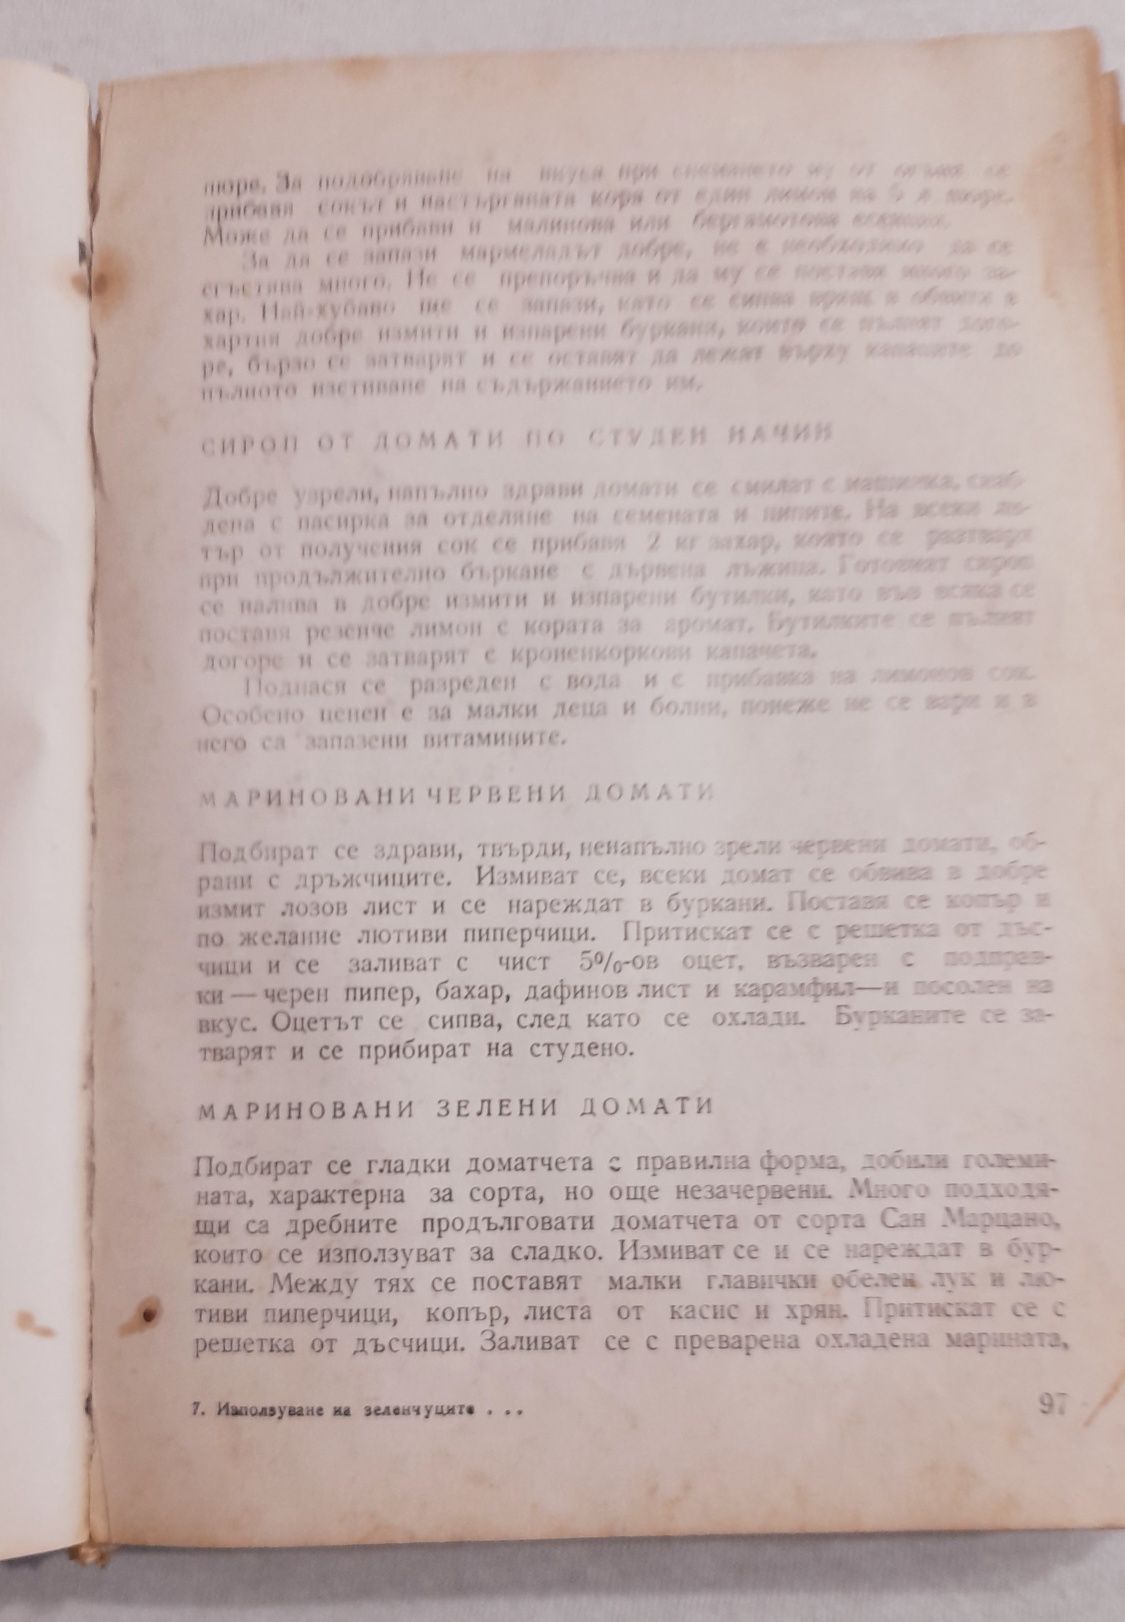 пюре. За подобряване на вкуса при снемането му от огъня се
прибавя сокът и настърганата кора от един лимон на 5 л пюре.
Може да се прибави и малинова или бергамотова есенция.
За да се запази мармеладът добре, не е необходимо да се
сгъстява много. Не се препоръчва и да му се поставя много за-
хар. Най-хубаво ще се запази, като се сипва врящ в обвити в
хартия добре измити и изпарени буркани, които се пълнят дого-
ре, бързо се затварят и се оставят да лежат върху капаците до
пълното изстиване на съдържанието им.
СИРОП ОТ ДОМАТИ ПО СТУДЕН НАЧИН
Добре узрели, напълно здрави домати се смилат с машинка, снаб-
дена с пасирка за отделяне на семената и ципите. На всеки ли-
тър от получения сок се прибавя 2 кг захар, която се разтваря
при продължително бъркане с дървена лъжица. Готовият сироп
се налива в добре измити и изпарени бутилки, като във всяка се
поставя резенче лимон с кората за аромат. Бутилките се пълнят
догоре и се затварят с кроненкоркови капачета.
Поднася се разреден с вода и с прибавка на лимонов сок.
Особено ценен е за малки деца и болни, понеже не се вари и в
него са запазени витамините.
МАРИНОВАНИ ЧЕРВЕНИ ДОМАТИ
Подбират се здрави, твърди, ненапълно зрели червени домати, об-
рани с дръжчиците. Измиват се, всеки домат се обвива в добре
измит лозов лист и се нареждат в буркани. Поставя се копър и
по желание лютиви пиперчици. Притискат се с решетка от дъс-
чици и се заливат с чист 5%-ов оцет, възварен с подправ-
ки — черен пипер, бахар, дафинов лист и карамфил — и посолен на
вкус. Оцетът се сипва, след като се охлади. Бурканите се за-
тварят и се прибират на студено.
МАРИНОВАНИ ЗЕЛЕНИ ДОМАТИ
Подбират се гладки доматчета с правилна форма, добили големи-
ната, характерна за сорта, но още незачервени. Много подходя-
щи са дребните продълговати доматчета от сорта Сан Марцано,
които се използуват за сладко. Измиват се и се нареждат в бур-
кани. Между тях се поставят малки главички обелен лук и лю-
тиви пиперчици, копър, листа от касис и хрян. Притискат се с
решетка от дъсчици. Заливат се с преварена охладена марината,
7. Използуване на зеленчуците . . . 97